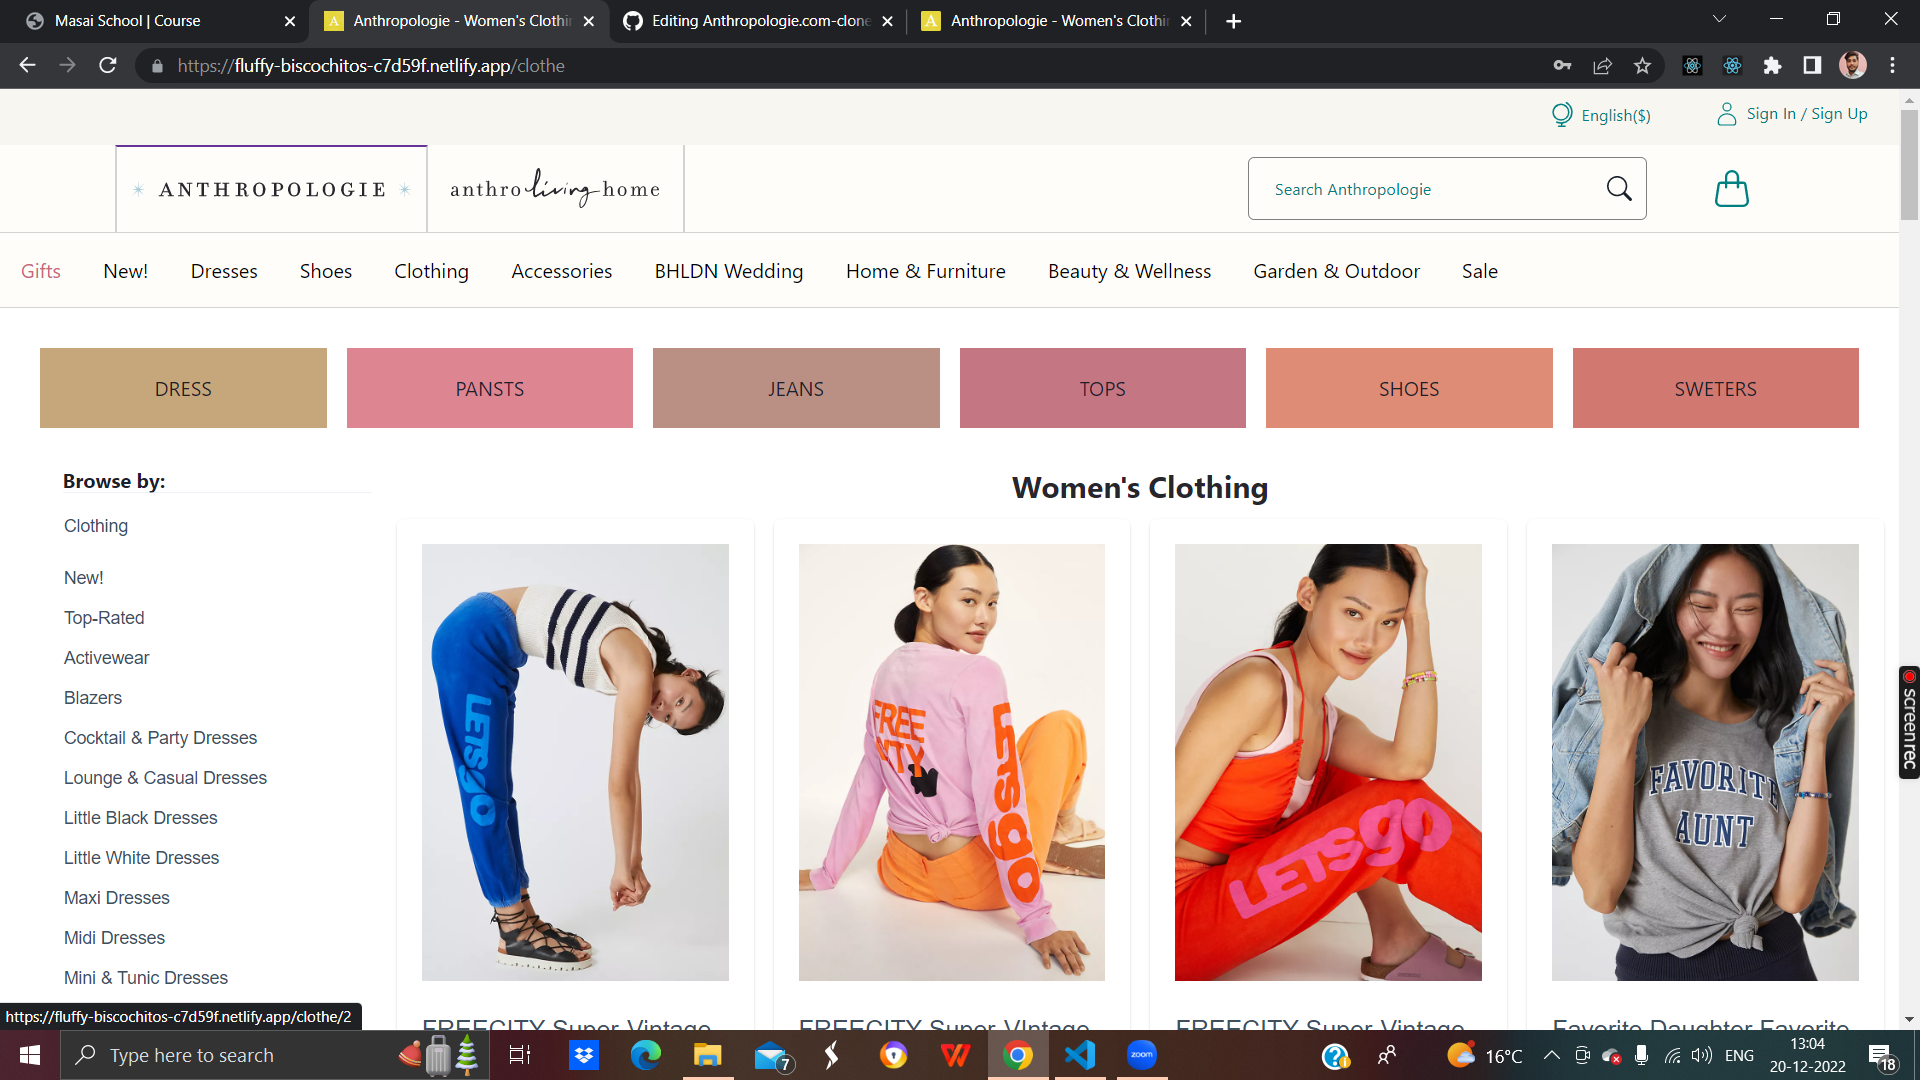 Masai School | Course
Anthropologie - Women's Clothi
Editing Anthropologie.com-clone
Anthropologie - Women's Clothi
https://fluffy-biscochitos-c7d59f.netlify.app/clothe
English($)
Sign In / Sign Up
ANTHROPOLOGIE
anthro living home
Search Anthropologie
Gifts New! Dresses Shoes Clothing Accessories BHLDN Wedding Home & Furniture Beauty & Wellness Garden & Outdoor Sale
DRESS PANSTS JEANS TOPS SHOES SWETERS
Browse by:
Women's Clothing
Clothing
New!
Top-Rated
Activewear
Blazers
Cocktail & Party Dresses
Lounge & Casual Dresses
Little Black Dresses
Little White Dresses
Maxi Dresses
Midi Dresses
Mini & Tunic Dresses
LETSGO
FREE
LETSGO
LETSGO
FAVORITE
AUNT
FREECITY Super Vintage
FREECITY Super VIntage
FREECITY Super Vintage
Favorite Daughter Favorite
screenrec
https://fluffy-biscochitos-c7d59f.netlify.app/clothe/2
Type here to search
7
zoom
16°C
ENG
13:04
20-12-2022
18